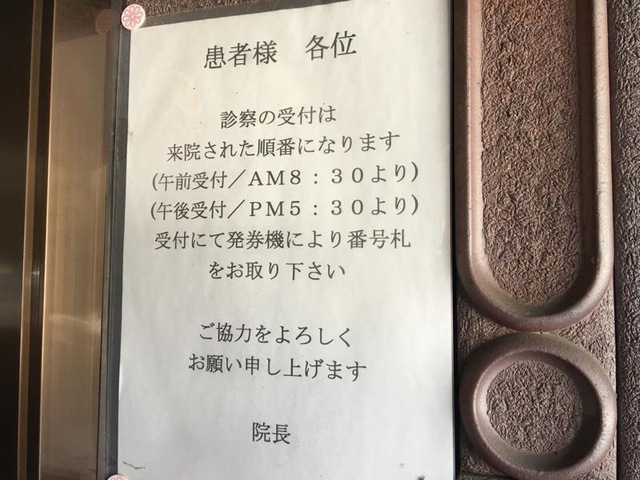 患者様　各位
診察の受付は
来院された順番になります
(午前受付／ＡＭ８：３０より)
(午後受付／ＰＭ５：３０より)
受付にて発券機により番号札
をお取り下さい
ご協力をよろしく
お願い申し上げます
院長